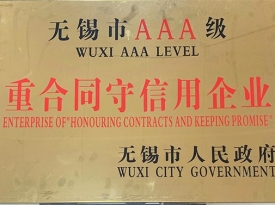 无锡市AAA级
WUXI AAA LEVEL
重合同守信用企业
ENTERPRISE OF"HONOURING CONTRACTS AND KEEPING PROMISE"
无锡市人民政府
WUXI CITY GOVERNMENT